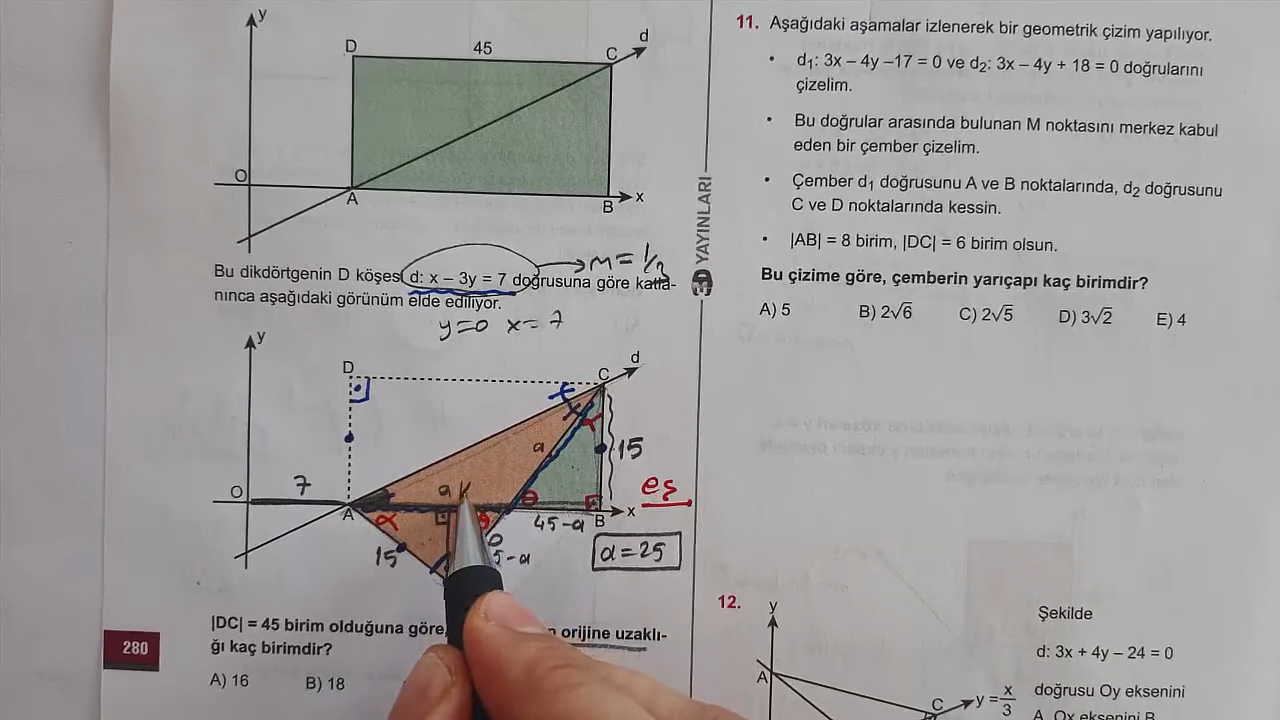 y
D 45 C d
O A B x
Bu dikdörtgenin D köşesi d: x – 3y = 7 doğrusuna göre katla-
nınca aşağıdaki görünüm elde ediliyor.
m = 1/3
y=0 x=7
y
D C d
a 15
O 7 A a K θ B x eş
α 45-a
15 5-a a=25
|DC| = 45 birim olduğuna göre, orijine uzaklı-
ğı kaç birimdir?
A) 16 B) 18
280
3D YAYINLARI
11. Aşağıdaki aşamalar izlenerek bir geometrik çizim yapılıyor.
• d₁: 3x – 4y –17 = 0 ve d₂: 3x – 4y + 18 = 0 doğrularını
çizelim.
• Bu doğrular arasında bulunan M noktasını merkez kabul
eden bir çember çizelim.
• Çember d₁ doğrusunu A ve B noktalarında, d₂ doğrusunu
C ve D noktalarında kessin.
• |AB| = 8 birim, |DC| = 6 birim olsun.
Bu çizime göre, çemberin yarıçapı kaç birimdir?
A) 5 B) 2√6 C) 2√5 D) 3√2 E) 4
12.
y
A C y = x/3
Şekilde
d: 3x + 4y – 24 = 0
doğrusu Oy eksenini
A, Ox eksenini B